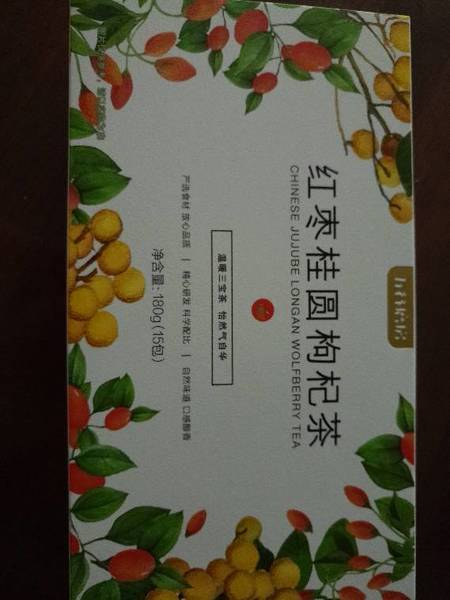 红枣桂圆枸杞茶
CHINESE JUJUBE LONGAN WOLFBERRY TEA
温暖三宝茶 怡然气自华
严选食材 放心品质 | 精心研发 科学配比 | 自然味道 口感醇香
净含量:180g(15包)